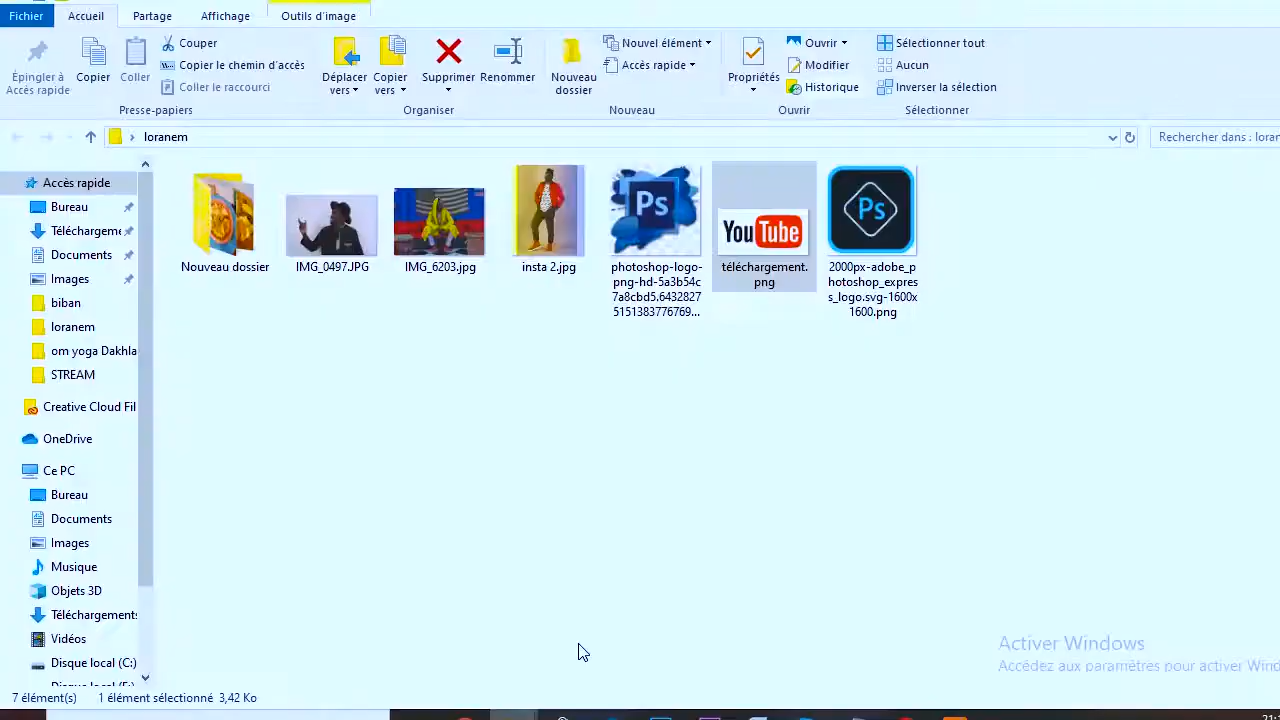 Fichier
Accueil
Partage
Affichage
Outils d'image
Épingler à
Accès rapide
Copier
Coller
Couper
Copier le chemin d'accès
Coller le raccourci
Presse-papiers
Déplacer
vers
Copier
vers
Supprimer
Renommer
Organiser
Nouveau
dossier
Nouvel élément
Accès rapide
Nouveau
Propriétés
Ouvrir
Modifier
Historique
Ouvrir
Sélectionner tout
Aucun
Inverser la sélection
Sélectionner
loranem
Rechercher dans : loran
Accès rapide
Bureau
Téléchargeme
Documents
Images
biban
loranem
om yoga Dakhla
STREAM
Creative Cloud Fil
OneDrive
Ce PC
Bureau
Documents
Images
Musique
Objets 3D
Téléchargements
Vidéos
Disque local (C:)
Nouveau dossier
IMG_0497.JPG
IMG_6203.jpg
insta 2.jpg
Ps
photoshop-logo-
png-hd-5a3b54c
7a8cbd5.6432827
5151383776769...
YouTube
téléchargement.
png
Ps
2000px-adobe_p
hotoshop_expres
s_logo.svg-1600x
1600.png
Activer Windows
Accédez aux paramètres pour activer Wind
7 élément(s)
1 élément sélectionné 3,42 Ko